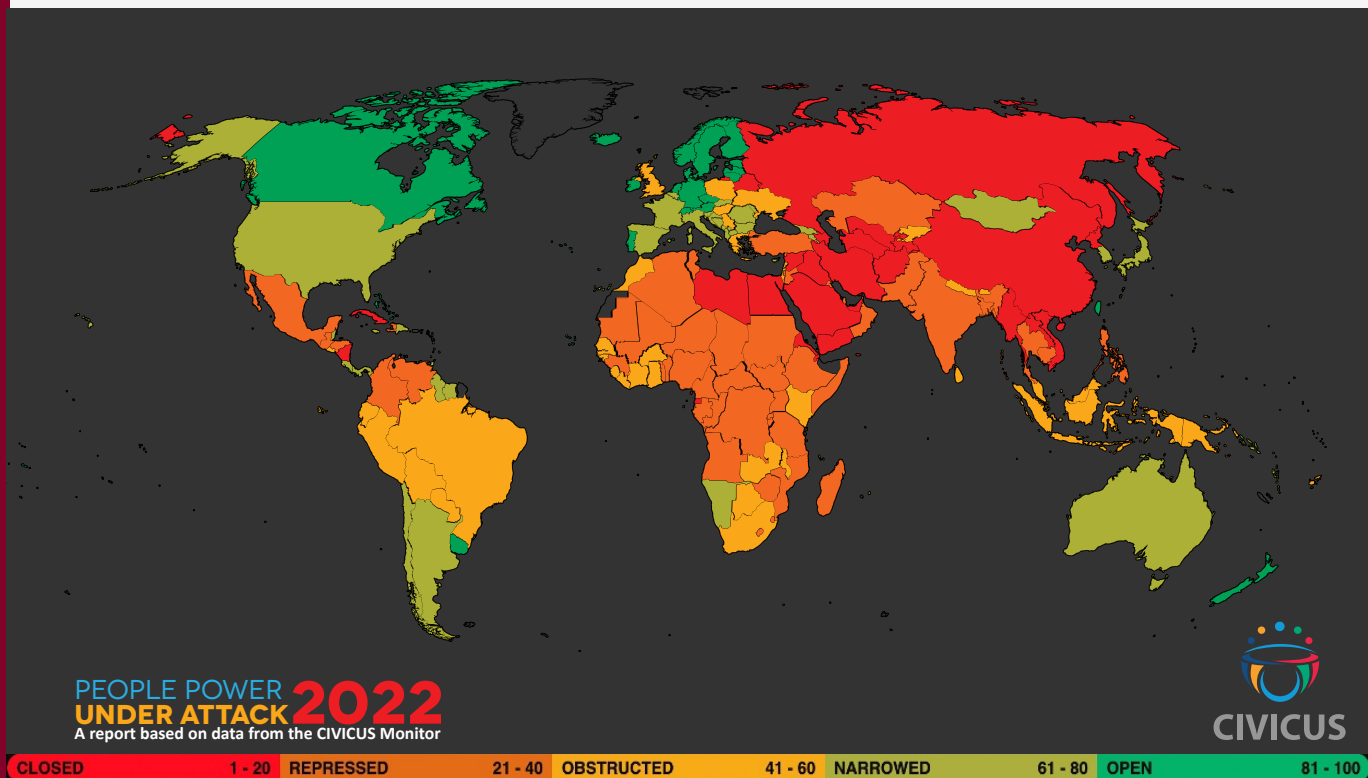 PEOPLE POWER
UNDER ATTACK 2022
A report based on data from the CIVICUS Monitor
CIVICUS
CLOSED 1 - 20 REPRESSED 21 - 40 OBSTRUCTED 41 - 60 NARROWED 61 - 80 OPEN 81 - 100